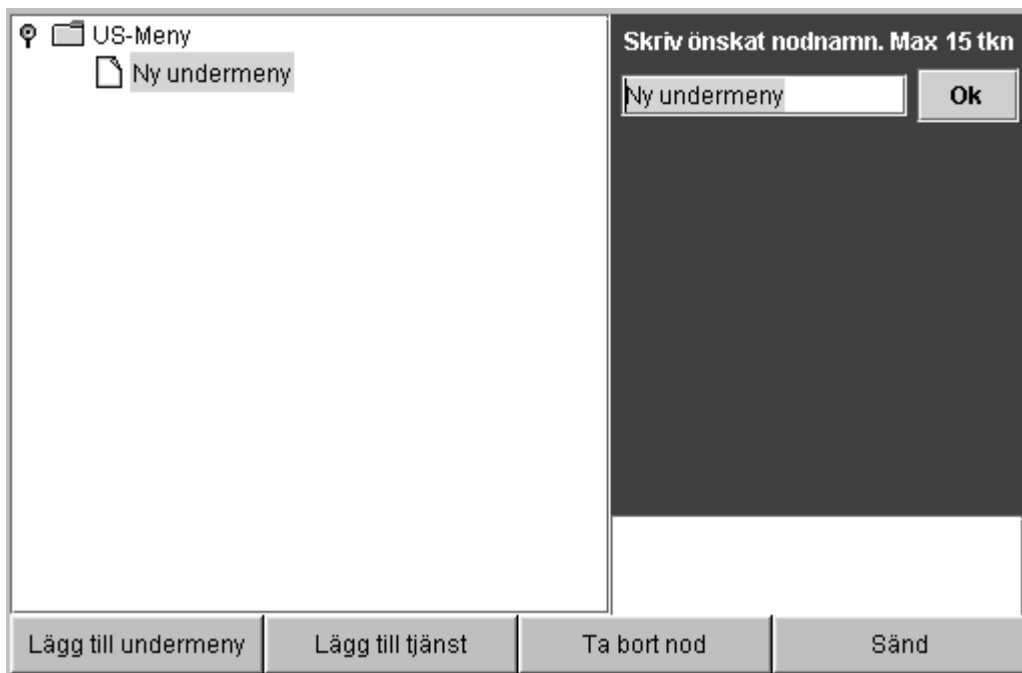 US-Meny
Ny undermeny
Skriv önskat nodnamn. Max 15 tkn
Ny undermeny
Ok
Lägg till undermeny
Lägg till tjänst
Ta bort nod
Sänd